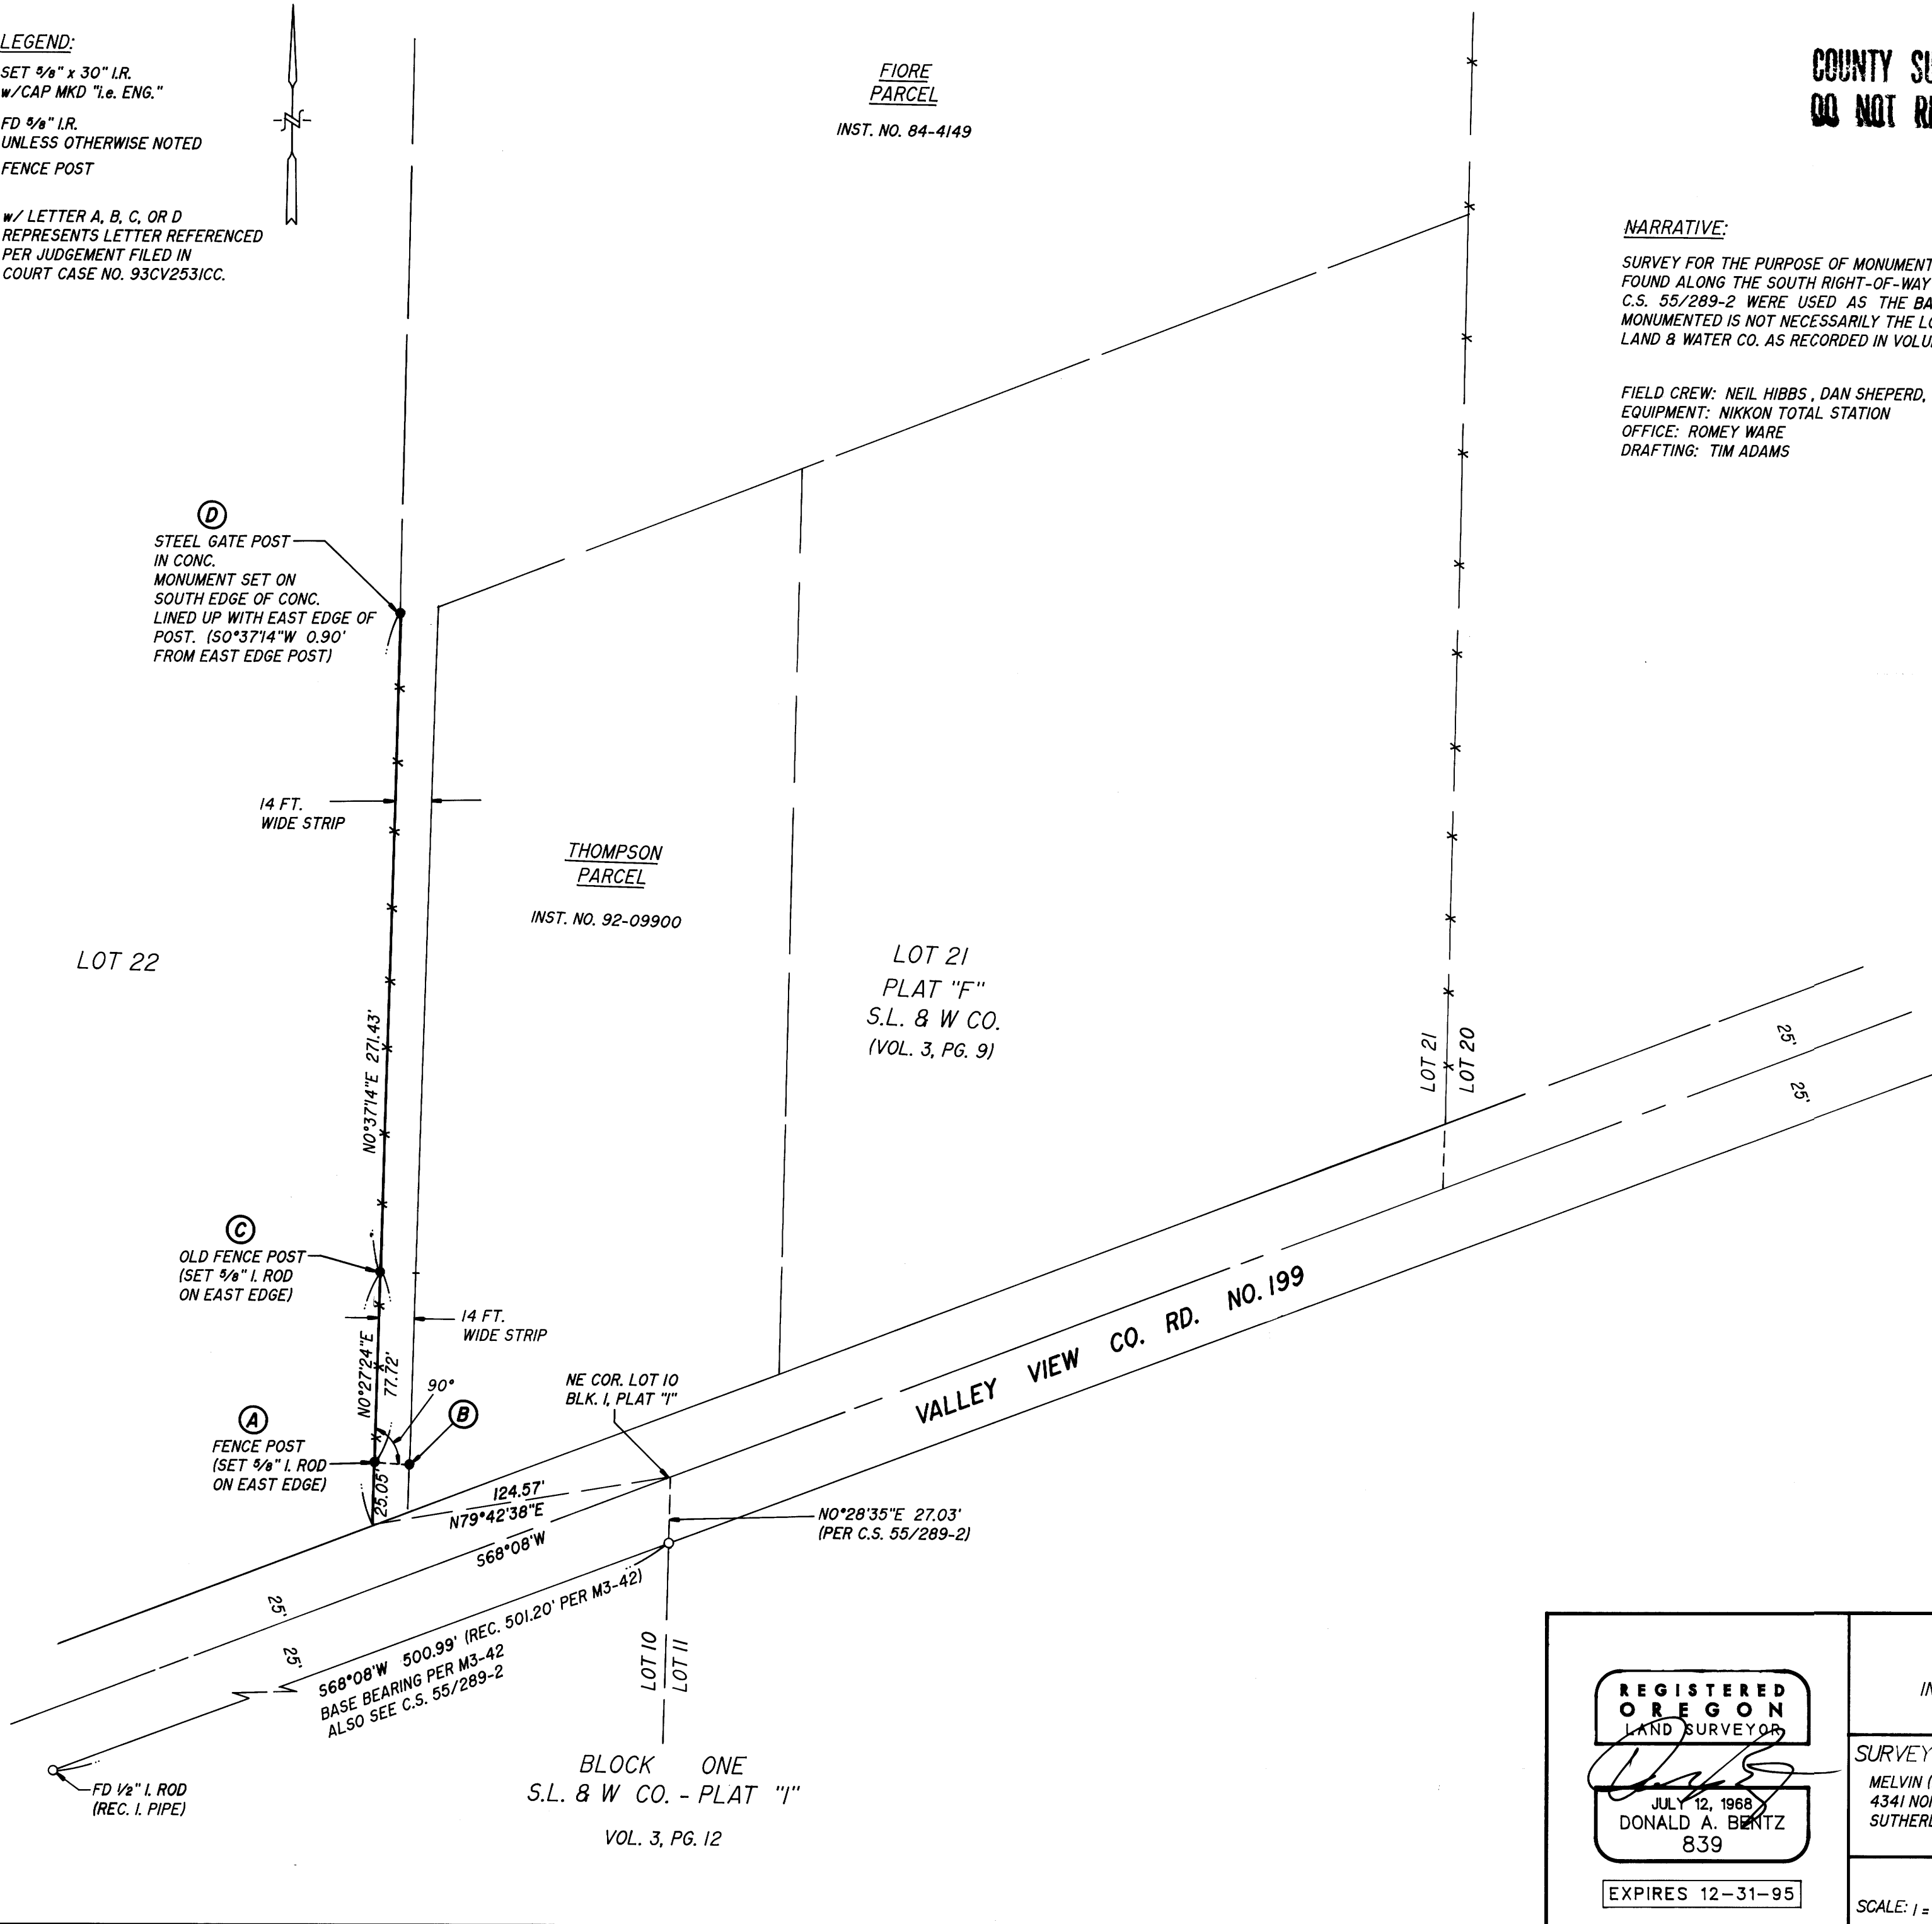 LEGEND:
SET 5/8" x 30" I.R.
w/CAP MKD "i.e. ENG."
FD 5/8" I.R.
UNLESS OTHERWISE NOTED
FENCE POST
w/ LETTER A, B, C, OR D
REPRESENTS LETTER REFERENCED
PER JUDGEMENT FILED IN
COURT CASE NO. 93CV2531CC.
N
FIORE
PARCEL
INST. NO. 84-4149
COUNTY SU
DO NOT R
NARRATIVE:
SURVEY FOR THE PURPOSE OF MONUMENT
FOUND ALONG THE SOUTH RIGHT-OF-WAY
C.S. 55/289-2 WERE USED AS THE BA
MONUMENTED IS NOT NECESSARILY THE LO
LAND & WATER CO. AS RECORDED IN VOLU
FIELD CREW: NEIL HIBBS, DAN SHEPERD,
EQUIPMENT: NIKKON TOTAL STATION
OFFICE: ROMEY WARE
DRAFTING: TIM ADAMS
D
STEEL GATE POST
IN CONC.
MONUMENT SET ON
SOUTH EDGE OF CONC.
LINED UP WITH EAST EDGE OF
POST. (S0°37'14"W 0.90'
FROM EAST EDGE POST)
14 FT.
WIDE STRIP
THOMPSON
PARCEL
INST. NO. 92-09900
LOT 22
LOT 21
PLAT "F"
S.L. & W CO.
(VOL. 3, PG. 9)
N0°37'14"E 271.43'
LOT 21
LOT 20
25'
25'
C
OLD FENCE POST
(SET 5/8" I. ROD
ON EAST EDGE)
14 FT.
WIDE STRIP
N0°27'24"E
77.72'
90°
B
A
FENCE POST
(SET 5/8" I. ROD
ON EAST EDGE)
25.05'
NE COR. LOT 10
BLK. 1, PLAT "I"
VALLEY VIEW CO. RD. NO. 199
124.57'
N79°42'38"E
S68°08'W
N0°28'35"E 27.03'
(PER C.S. 55/289-2)
25'
25'
S68°08'W 500.99' (REC. 501.20' PER M3-42)
BASE BEARING PER M3-42
ALSO SEE C.S. 55/289-2
LOT 10
LOT 11
FD 1/2" I. ROD
(REC. I. PIPE)
BLOCK ONE
S.L. & W CO. - PLAT "I"
VOL. 3, PG. 12
REGISTERED
OREGON
LAND SURVEYOR
JULY 12, 1968
DONALD A. BENTZ
839
EXPIRES 12-31-95
IN
SURVEY
MELVIN (
4341 NO
SUTHER
SCALE: 1 =